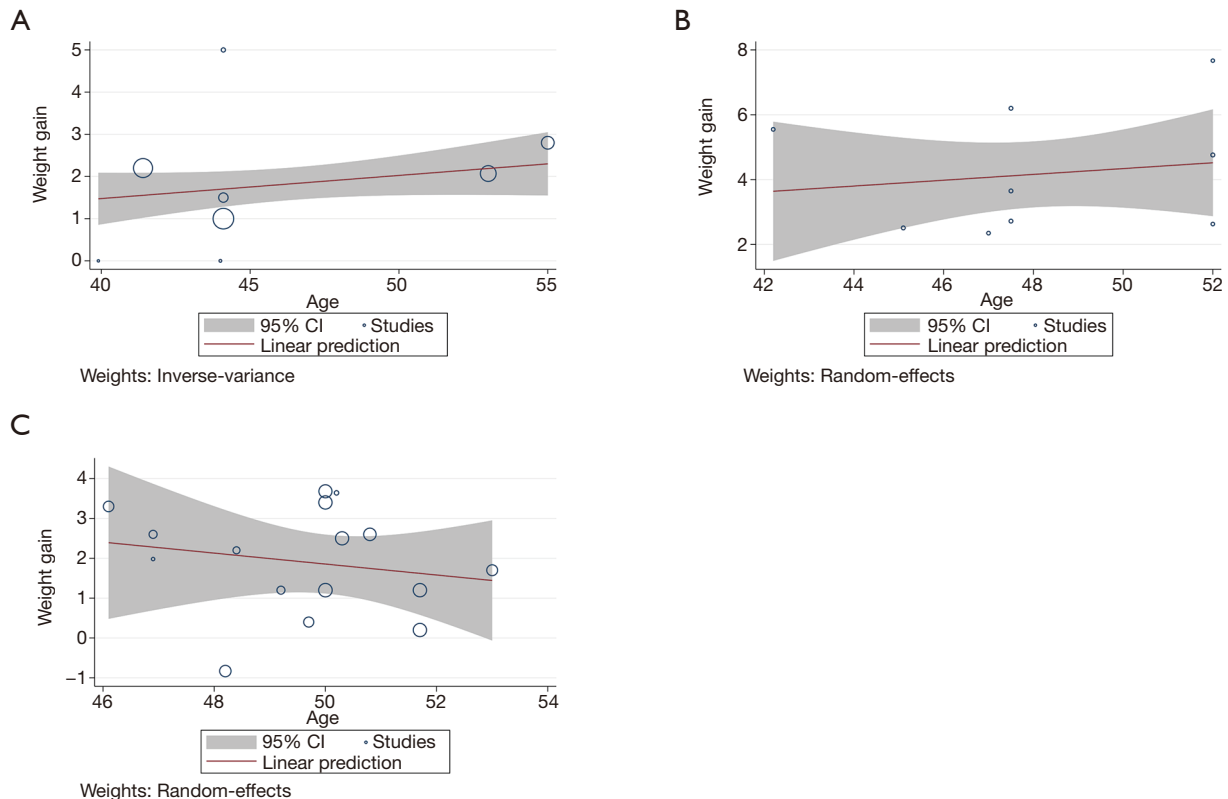 A
Weight gain
5
4
3
2
1
0
40 45 50 55
Age
95% CI Studies
Linear prediction
Weights: Inverse-variance
B
Weight gain
8
6
4
2
42 44 46 48 50 52
Age
95% CI Studies
Linear prediction
Weights: Random-effects
C
Weight gain
4
3
2
1
0
−1
46 48 50 52 54
Age
95% CI Studies
Linear prediction
Weights: Random-effects